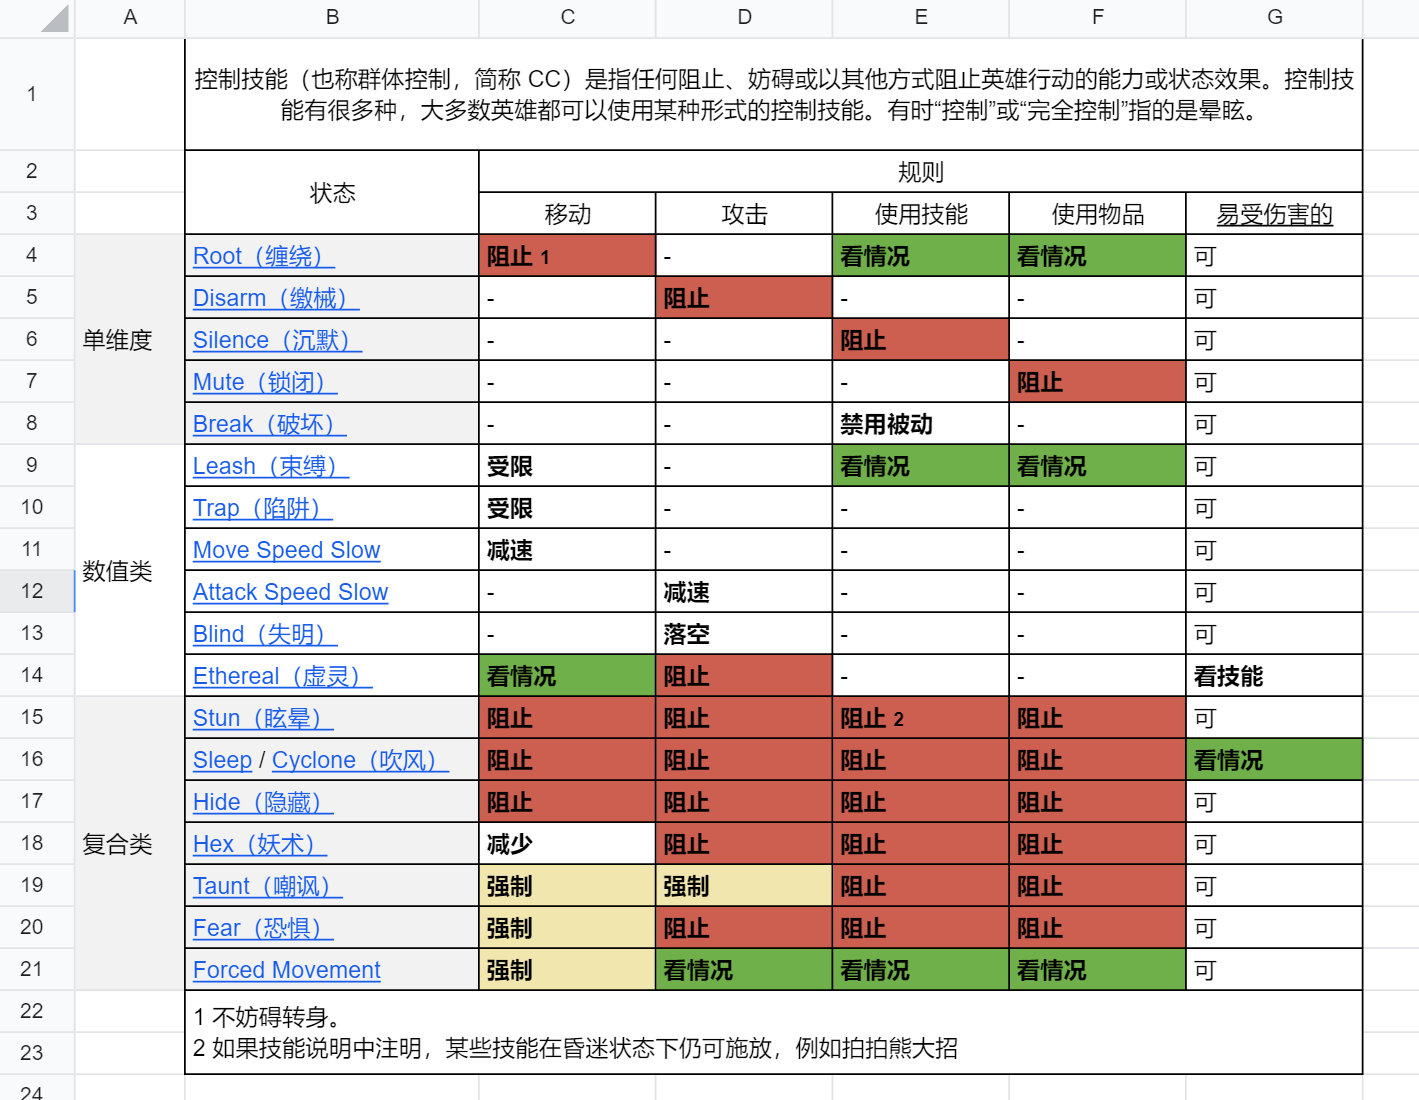 A B C D E F G
1 控制技能（也称群体控制，简称 CC）是指任何阻止、妨碍或以其他方式阻止英雄行动的能力或状态效果。控制技
能有很多种，大多数英雄都可以使用某种形式的控制技能。有时“控制”或“完全控制”指的是晕眩。
2 状态 规则
3 移动 攻击 使用技能 使用物品 易受伤害的
4 Root（缠绕） 阻止 1 - 看情况 看情况 可
5 Disarm（缴械） - 阻止 - - 可
6 单维度 Silence（沉默） - - 阻止 - 可
7 Mute（锁闭） - - - 阻止 可
8 Break（破坏） - - 禁用被动 - 可
9 Leash（束缚） 受限 - 看情况 看情况 可
10 Trap（陷阱） 受限 - - - 可
11 Move Speed Slow 减速 - - - 可
数值类
12 Attack Speed Slow - 减速 - - 可
13 Blind（失明） - 落空 - - 可
14 Ethereal（虚灵） 看情况 阻止 - - 看技能
15 Stun（眩晕） 阻止 阻止 阻止 2 阻止 可
16 Sleep / Cyclone（吹风） 阻止 阻止 阻止 阻止 看情况
17 Hide（隐藏） 阻止 阻止 阻止 阻止 可
18 复合类 Hex（妖术） 减少 阻止 阻止 阻止 可
19 Taunt（嘲讽） 强制 强制 阻止 阻止 可
20 Fear（恐惧） 强制 阻止 阻止 阻止 可
21 Forced Movement 强制 看情况 看情况 看情况 可
22 1 不妨碍转身。
23 2 如果技能说明中注明，某些技能在昏迷状态下仍可施放，例如拍拍熊大招
24